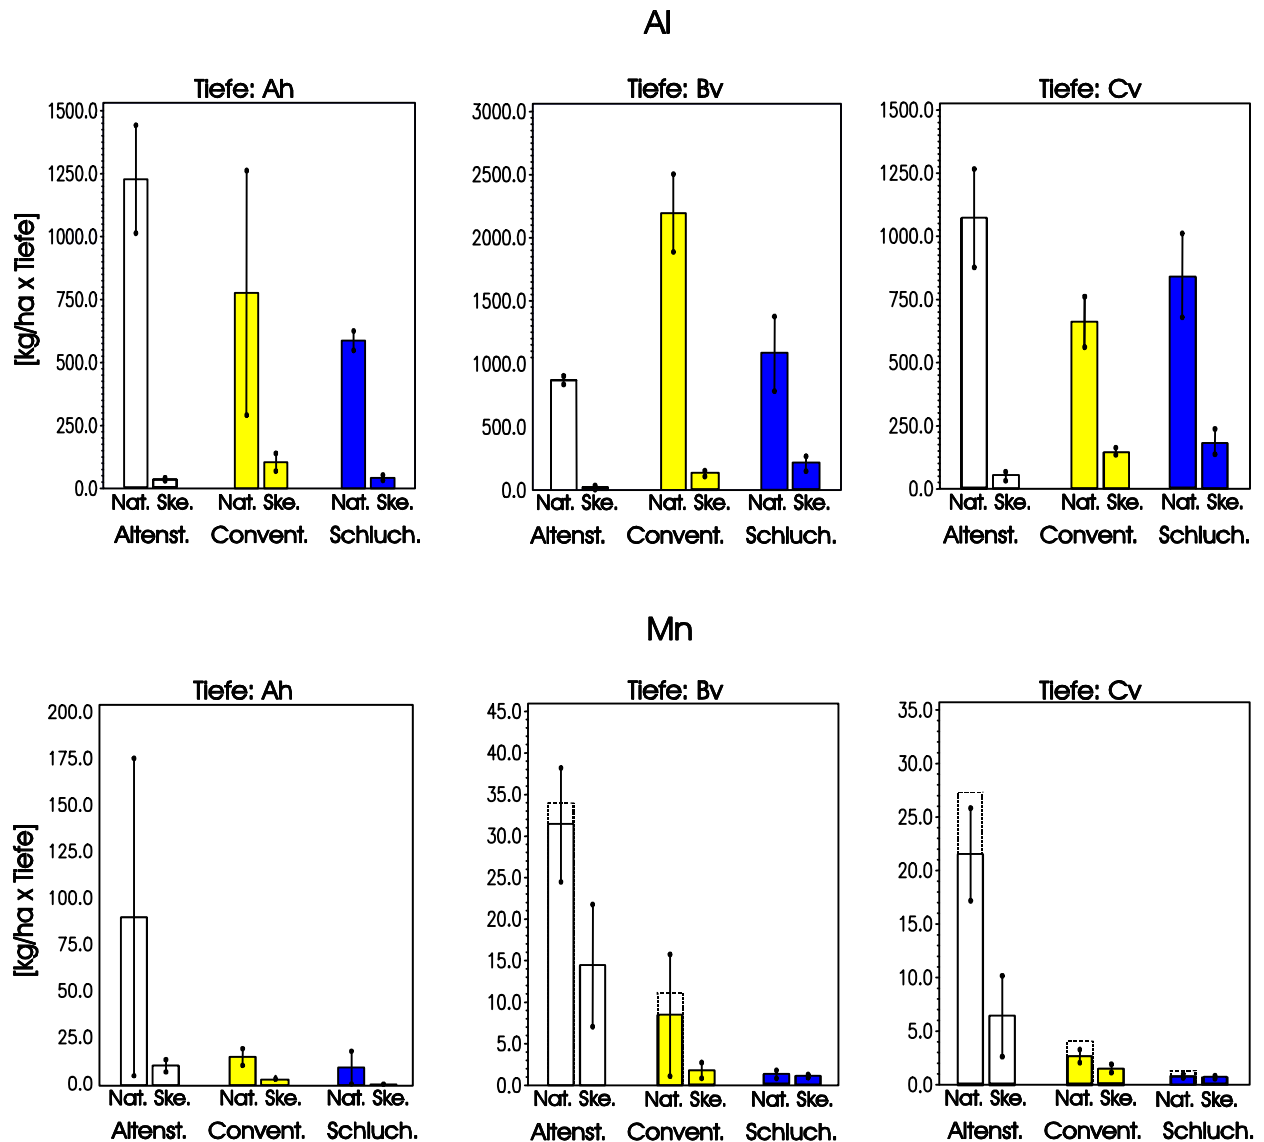 Al
Tiefe: Ah
Tiefe: Bv
Tiefe: Cv
[kg/ha x Tiefe]
1500.0
1250.0
1000.0
750.0
500.0
250.0
0.0
3000.0
2500.0
2000.0
1500.0
1000.0
500.0
0.0
1500.0
1250.0
1000.0
750.0
500.0
250.0
0.0
Nat. Ske. Nat. Ske. Nat. Ske.
Altenst. Convent. Schluch.
Nat. Ske. Nat. Ske. Nat. Ske.
Altenst. Convent. Schluch.
Nat. Ske. Nat. Ske. Nat. Ske.
Altenst. Convent. Schluch.
Mn
Tiefe: Ah
Tiefe: Bv
Tiefe: Cv
[kg/ha x Tiefe]
200.0
175.0
150.0
125.0
100.0
75.0
50.0
25.0
0.0
45.0
40.0
35.0
30.0
25.0
20.0
15.0
10.0
5.0
0.0
35.0
30.0
25.0
20.0
15.0
10.0
5.0
0.0
Nat. Ske. Nat. Ske. Nat. Ske.
Altenst. Convent. Schluch.
Nat. Ske. Nat. Ske. Nat. Ske.
Altenst. Convent. Schluch.
Nat. Ske. Nat. Ske. Nat. Ske.
Altenst. Convent. Schluch.